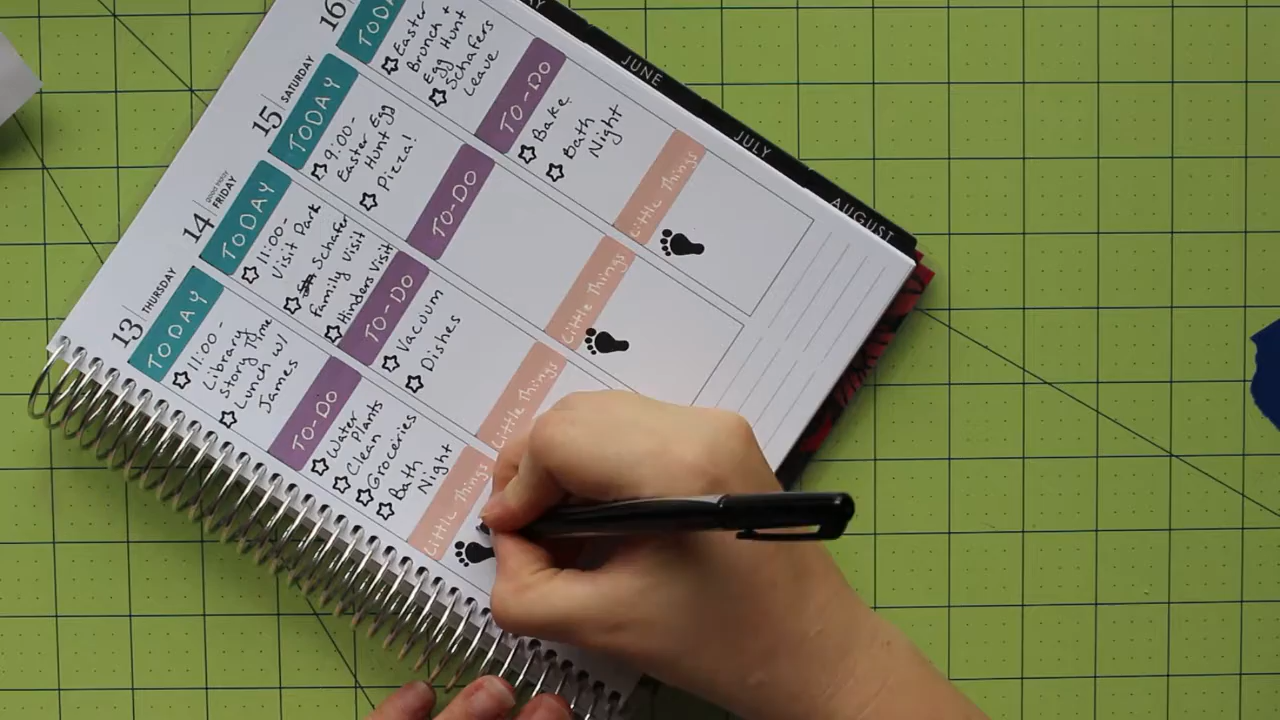 13
THURSDAY
TODAY
11:00 -
Library
Story Time
Lunch w/
James
TO-DO
Water
Plants
Clean
Groceries
Bath
Night
Little Things
14
good friday
FRIDAY
TODAY
11:00 -
Visit Park
Schafer
Family Visit
Hinders Visit
TO-DO
Vacuum
Dishes
Little Things
15
SATURDAY
TODAY
9:00-
Easter Egg
Hunt
Pizza!
TO-DO
Little Things
16
Easter
Brunch +
Egg Hunt
Schafers
Leave
TO-DO
Bake
Bath
Night
Little Things
JUNE
JULY
AUGUST